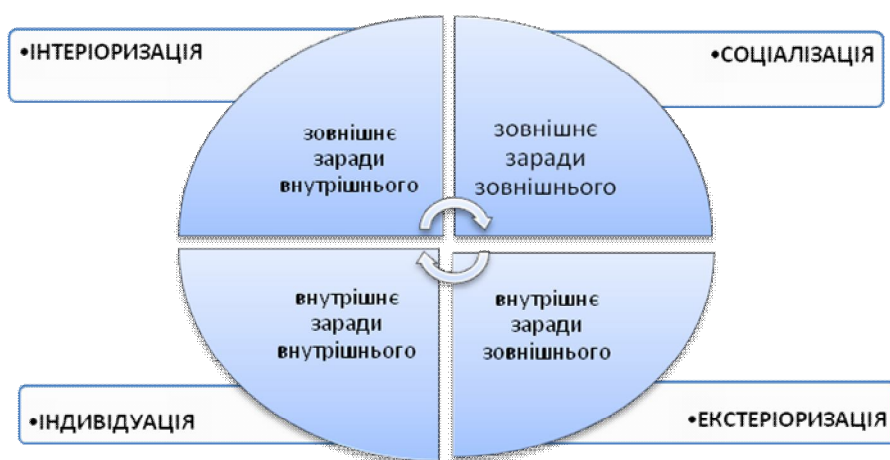 •ІНТЕРІОРИЗАЦІЯ
•СОЦІАЛІЗАЦІЯ
зовнішнє
заради
внутрішнього
зовнішнє
заради
зовнішнього
внутрішнє
заради
внутрішнього
внутрішнє
заради
зовнішнього
•ІНДИВІДУАЦІЯ
•ЕКСТЕРІОРИЗАЦІЯ